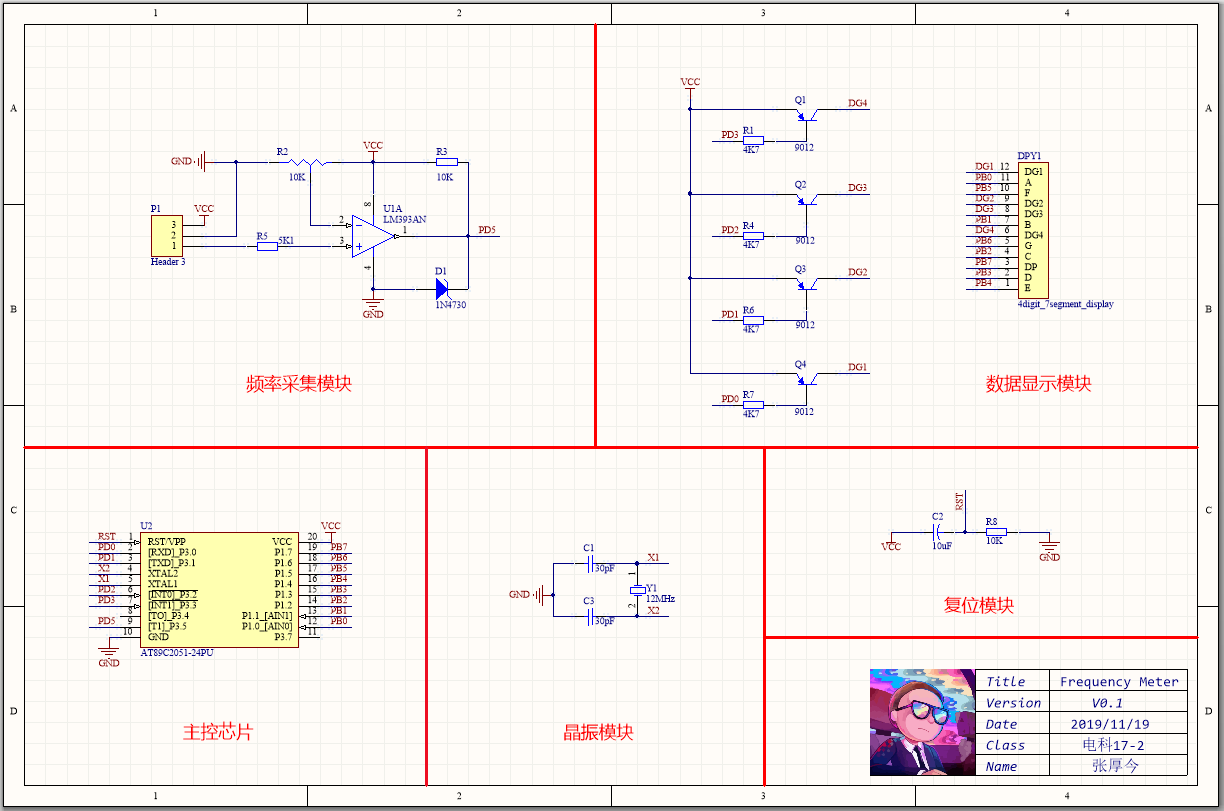 1 2 3 4
A A
B B
C C
D D
GND
R2
10K
VCC
R3
10K
P1
VCC
3
2
1
Header 3
R5
5K1
8
U1A
LM393AN
2
3
1
4
PD5
D1
1N4730
GND
频率采集模块
VCC
Q1
DG4
PD3
R1
4K7
9012
Q2
DG3
PD2
R4
4K7
9012
Q3
DG2
PD1
R6
4K7
9012
Q4
DG1
PD0
R7
4K7
9012
DPY1
DG1 12 DG1
PB0 11 A
PB5 10 F
DG2 9 DG2
DG3 8 DG3
PB1 7 B
DG4 6 DG4
PB6 5 G
PB2 4 C
PB7 3 DP
PB3 2 D
PB4 1 E
4digit_7segment_display
数据显示模块
U2
VCC
RST 1 RST/VPP VCC 20
PD0 2 [RXD]_P3.0 P1.7 19 PB7
PD1 3 [TXD]_P3.1 P1.6 18 PB6
X2 4 XTAL2 P1.5 17 PB5
X1 5 XTAL1 P1.4 16 PB4
PD2 6 [INT0]_P3.2 P1.3 15 PB3
PD3 7 [INT1]_P3.3 P1.2 14 PB2
8 [TO]_P3.4 P1.1_[AIN1] 13 PB1
PD5 9 [T1]_P3.5 P1.0_[AIN0] 12 PB0
10 GND P3.7 11
GND
AT89C2051-24PU
主控芯片
C1
30pF
X1
GND
1
Y1
12MHz
2
C3
30pF
X2
晶振模块
RST
C2
10uF
VCC
R8
10K
GND
复位模块
Title Frequency Meter
Version V0.1
Date 2019/11/19
Class 电科17-2
Name 张厚今
1 2 3 4